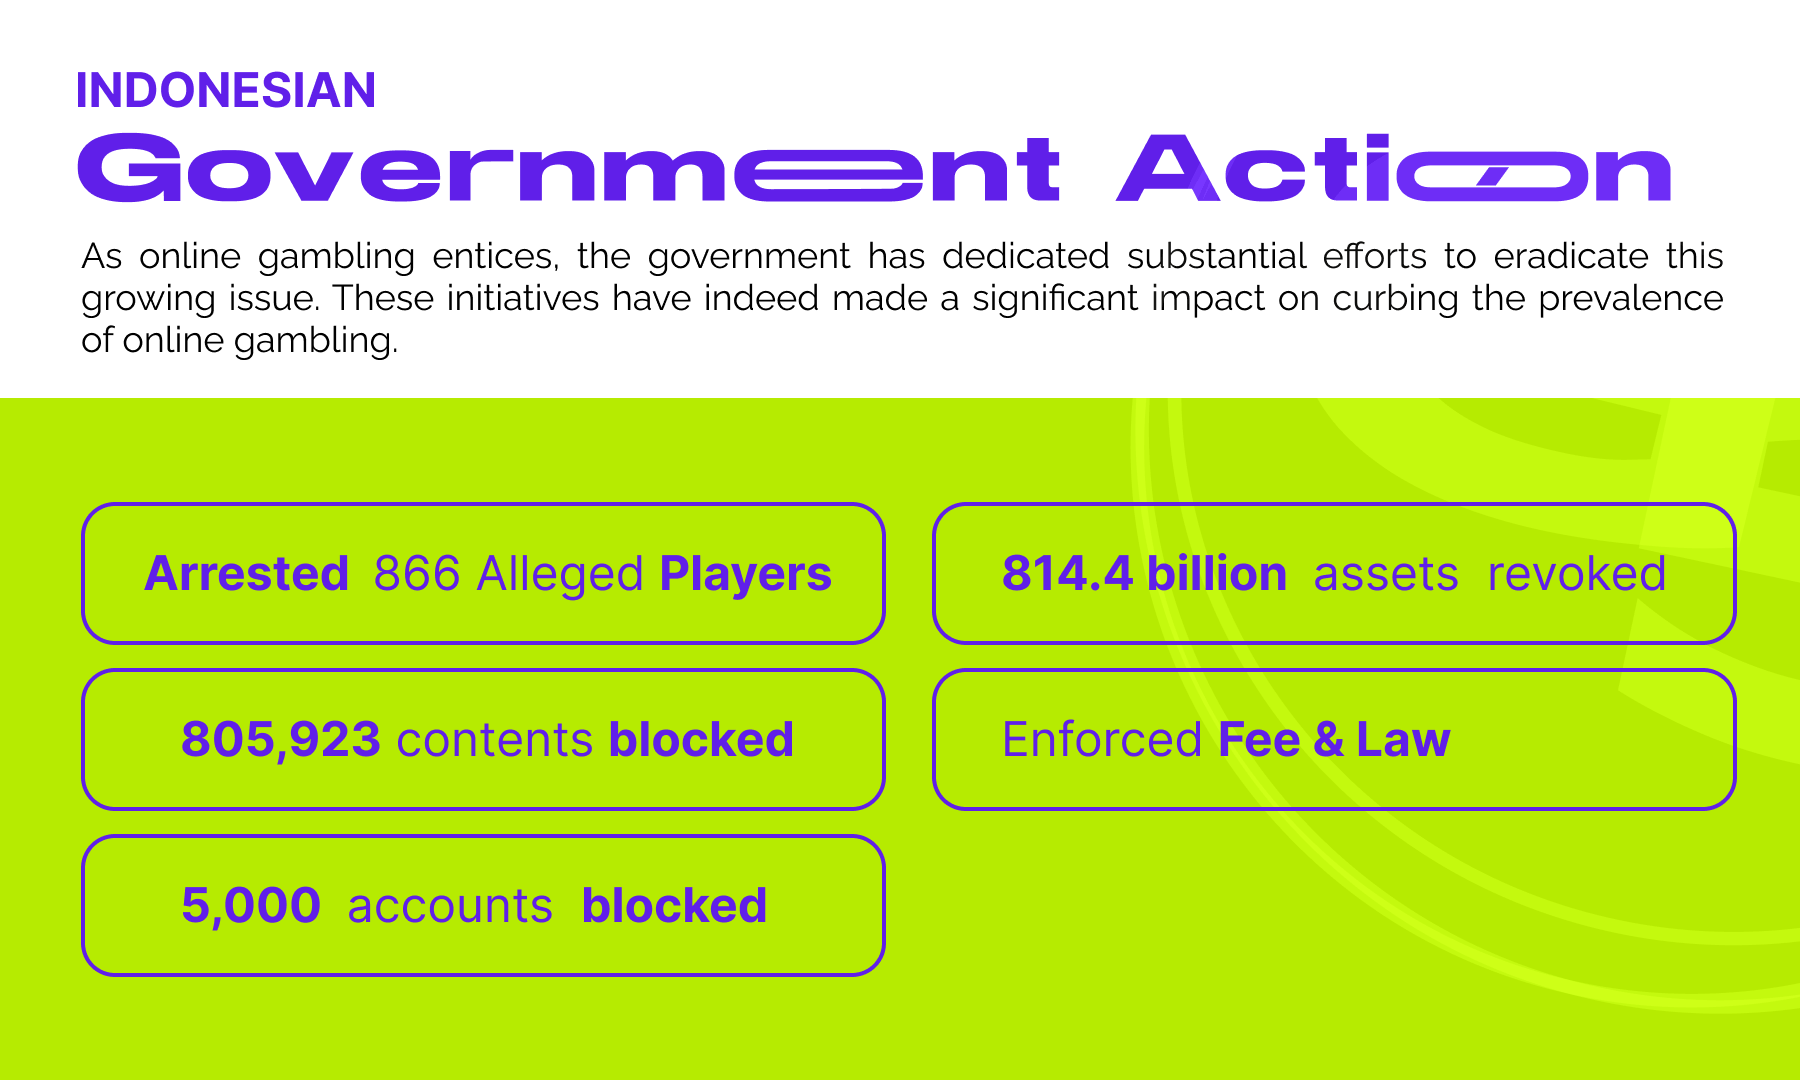 INDONESIAN
Government Action
As online gambling entices, the government has dedicated substantial efforts to eradicate this
growing issue. These initiatives have indeed made a significant impact on curbing the prevalence
of online gambling.
Arrested 866 Alleged Players
814.4 billion assets revoked
805,923 contents blocked
Enforced Fee & Law
5,000 accounts blocked